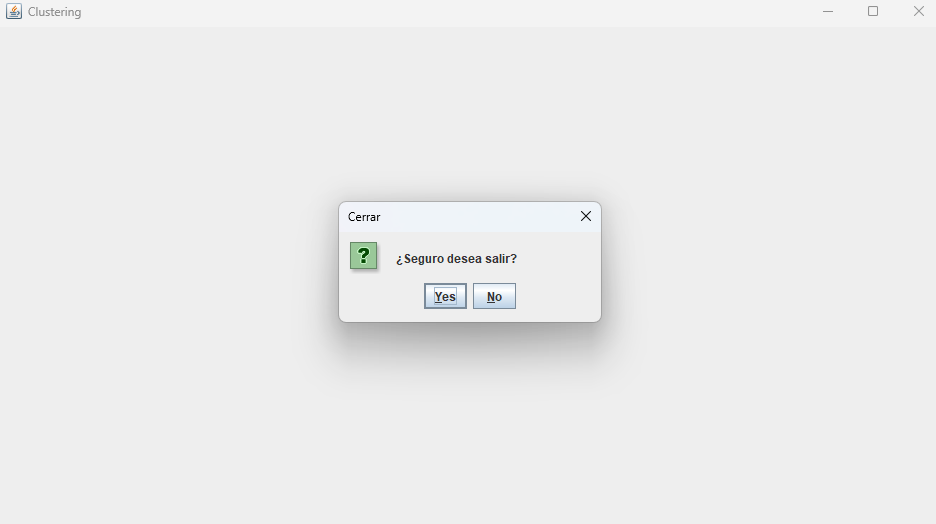 Clustering
Cerrar
?
¿Seguro desea salir?
Yes No